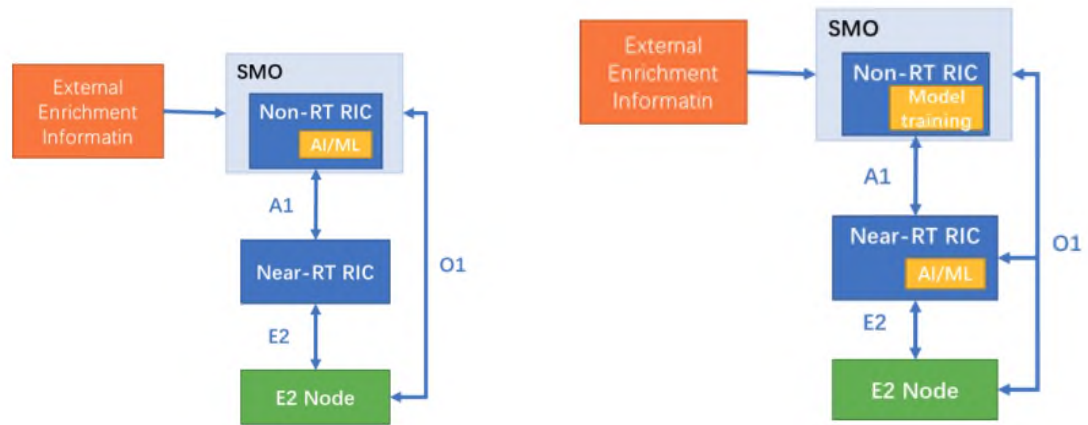 External
Enrichment
Informatin
SMO
Non-RT RIC
AI/ML
A1
Near-RT RIC
O1
E2
E2 Node
External
Enrichment
Informatin
SMO
Non-RT RIC
Model
training
A1
Near-RT RIC
AI/ML
O1
E2
E2 Node